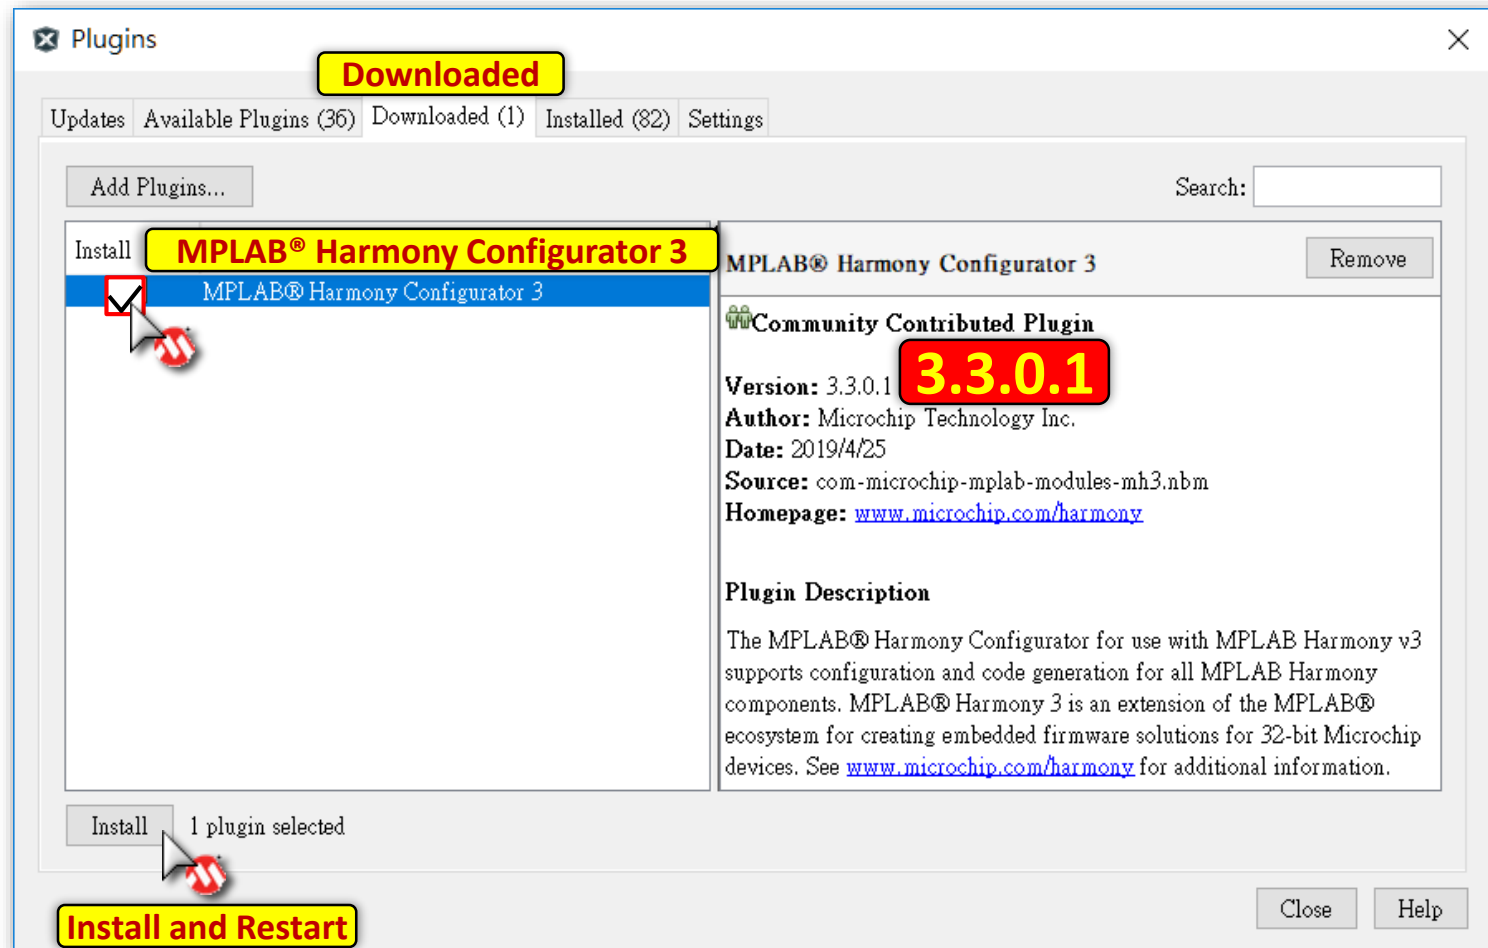 Plugins
Downloaded
Updates Available Plugins (36) Downloaded (1) Installed (82) Settings
Add Plugins... Search:
Install MPLAB® Harmony Configurator 3
MPLAB® Harmony Configurator 3
MPLAB® Harmony Configurator 3 Remove
Community Contributed Plugin
Version: 3.3.0.1 3.3.0.1
Author: Microchip Technology Inc.
Date: 2019/4/25
Source: com-microchip-mplab-modules-mh3.nbm
Homepage: www.microchip.com/harmony
Plugin Description
The MPLAB® Harmony Configurator for use with MPLAB Harmony v3
supports configuration and code generation for all MPLAB Harmony
components. MPLAB® Harmony 3 is an extension of the MPLAB®
ecosystem for creating embedded firmware solutions for 32-bit Microchip
devices. See www.microchip.com/harmony for additional information.
Install 1 plugin selected
Install and Restart
Close Help